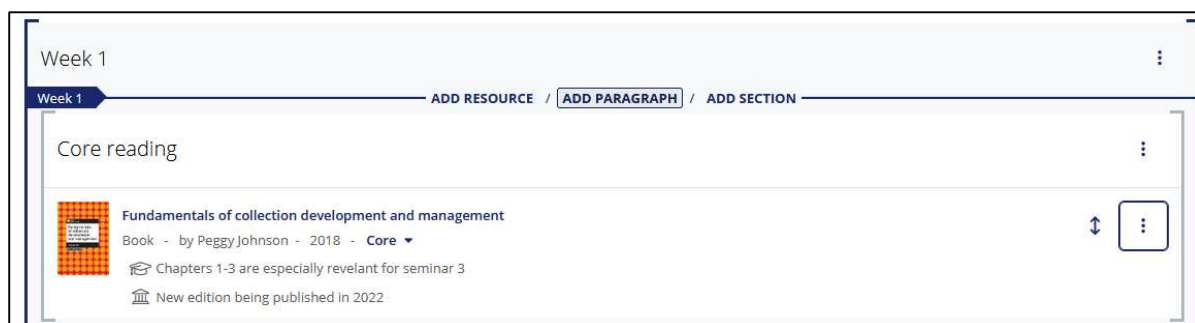 Week 1
Week 1
ADD RESOURCE / ADD PARAGRAPH / ADD SECTION
Core reading
Fundamentals of collection development and management
Book - by Peggy Johnson - 2018 - Core
Chapters 1-3 are especially revelant for seminar 3
New edition being published in 2022